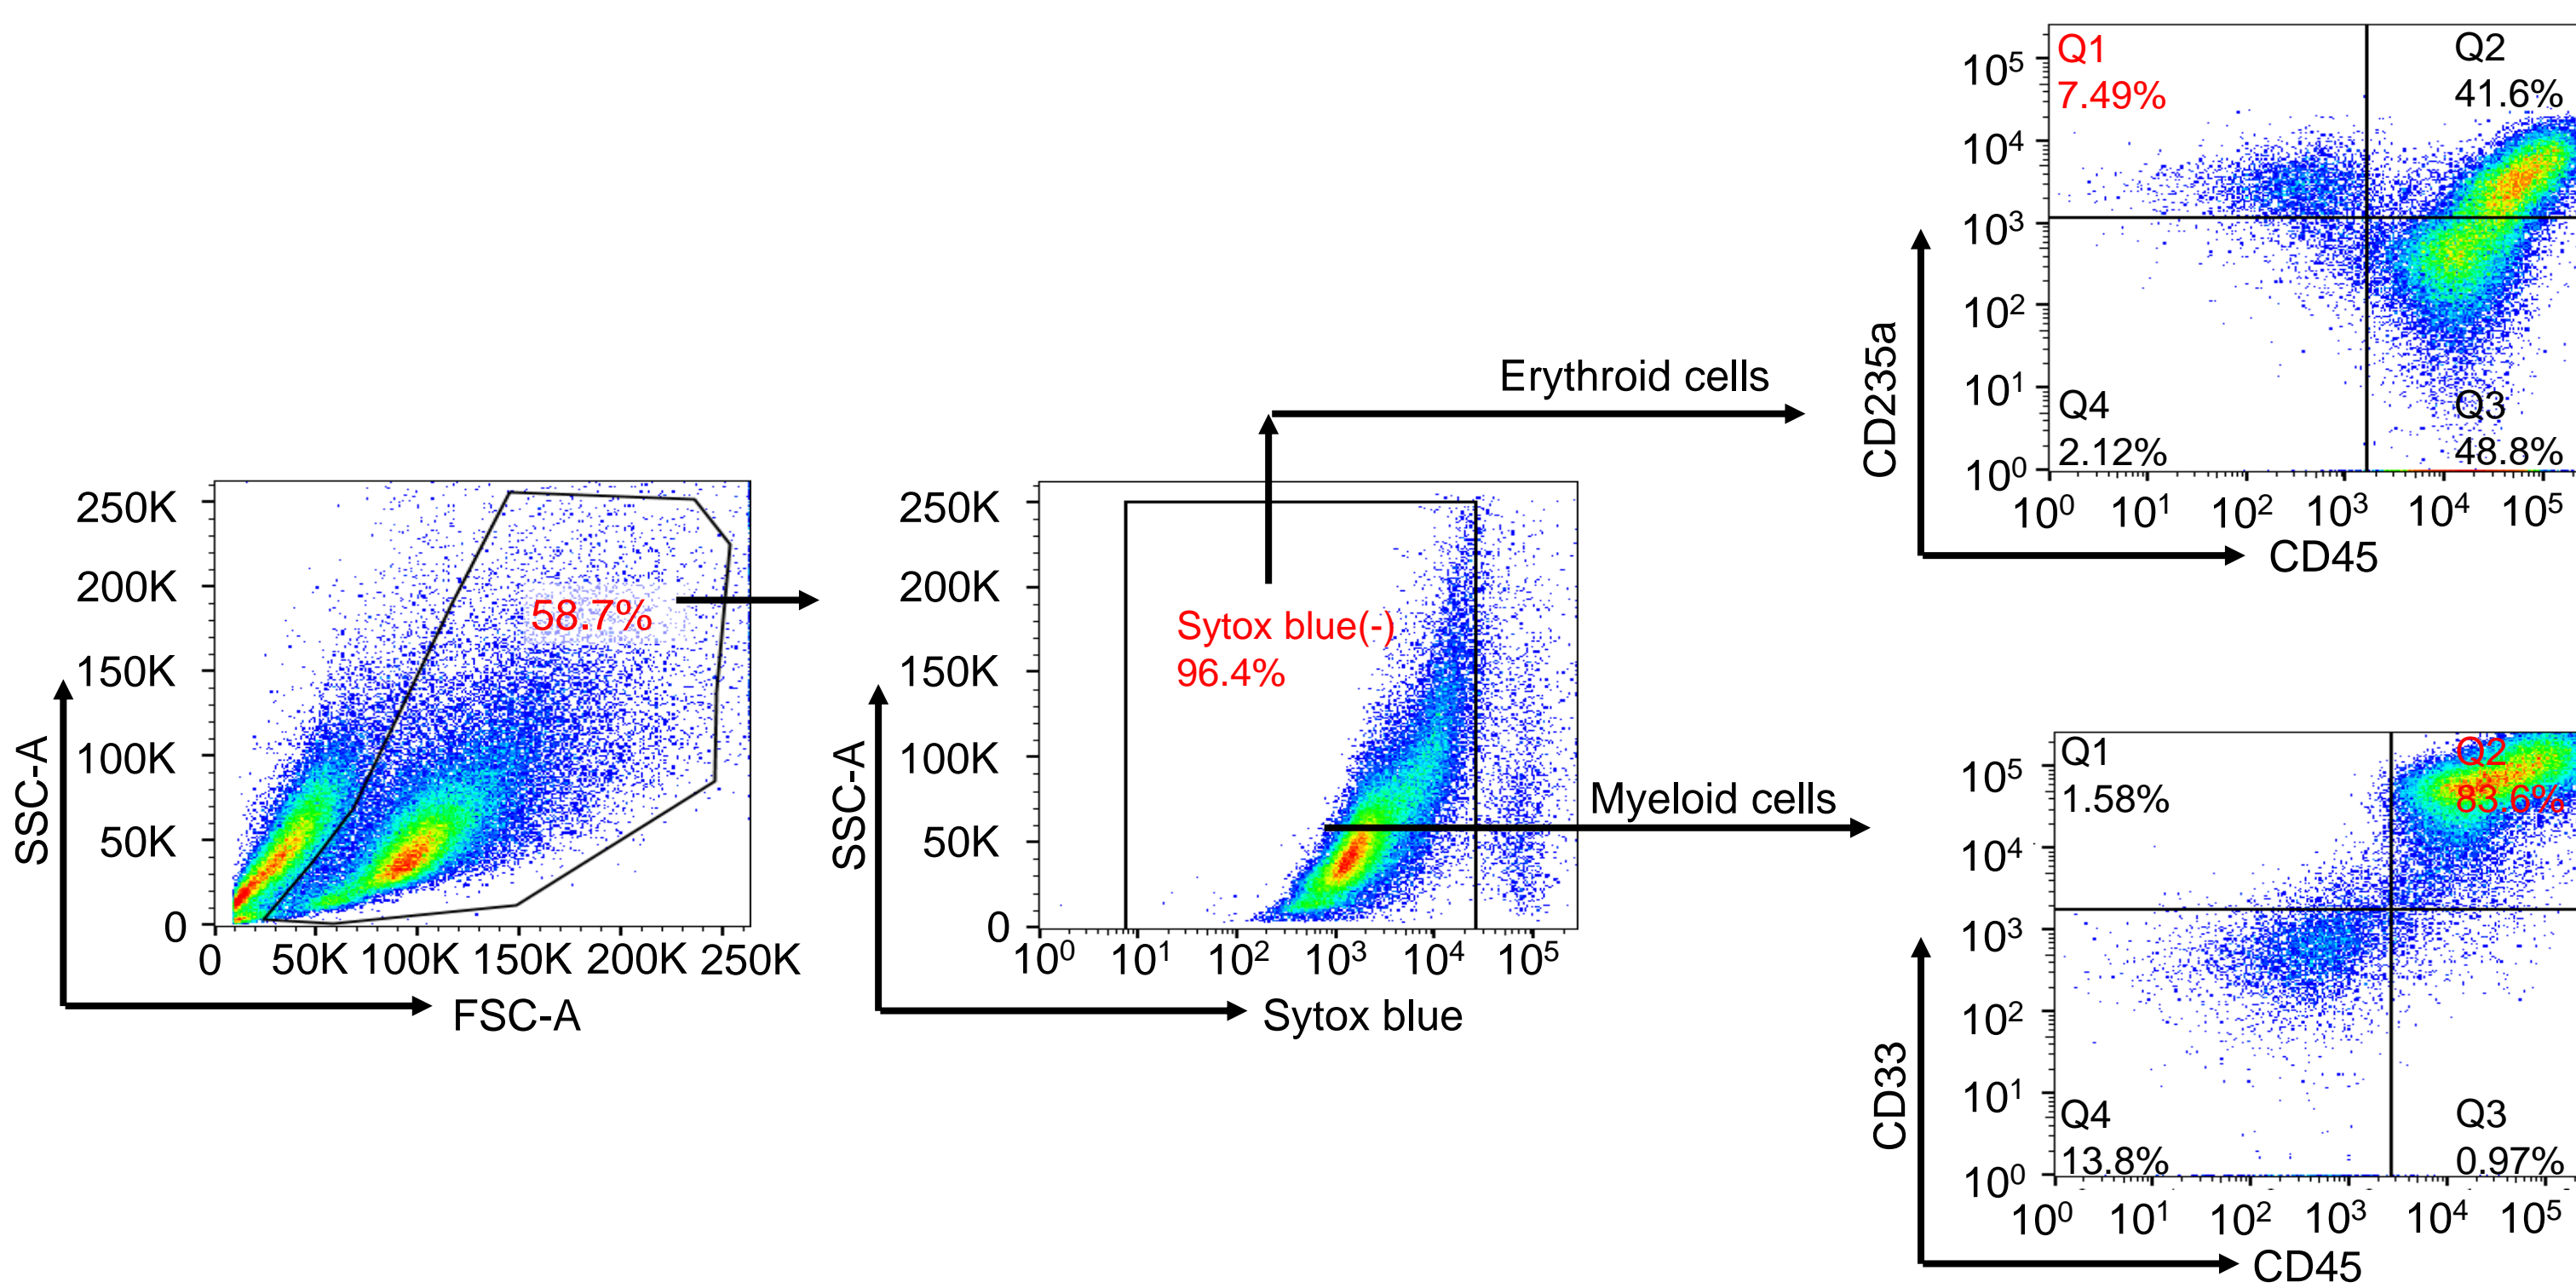 Q1
7.49%
Q2
41.6%
Q4
2.12%
Q3
48.8%
10⁵
10⁴
10³
10²
10¹
10⁰
10⁰ 10¹ 10² 10³ 10⁴ 10⁵
CD235a
CD45
Erythroid cells
250K
200K
150K
100K
50K
0
0 50K 100K 150K 200K 250K
SSC-A
FSC-A
58.7%
250K
200K
150K
100K
50K
0
10⁰ 10¹ 10² 10³ 10⁴ 10⁵
SSC-A
Sytox blue
Sytox blue(-)
96.4%
Myeloid cells
Q1
1.58%
Q2
83.6%
Q4
13.8%
Q3
0.97%
10⁵
10⁴
10³
10²
10¹
10⁰
10⁰ 10¹ 10² 10³ 10⁴ 10⁵
CD33
CD45